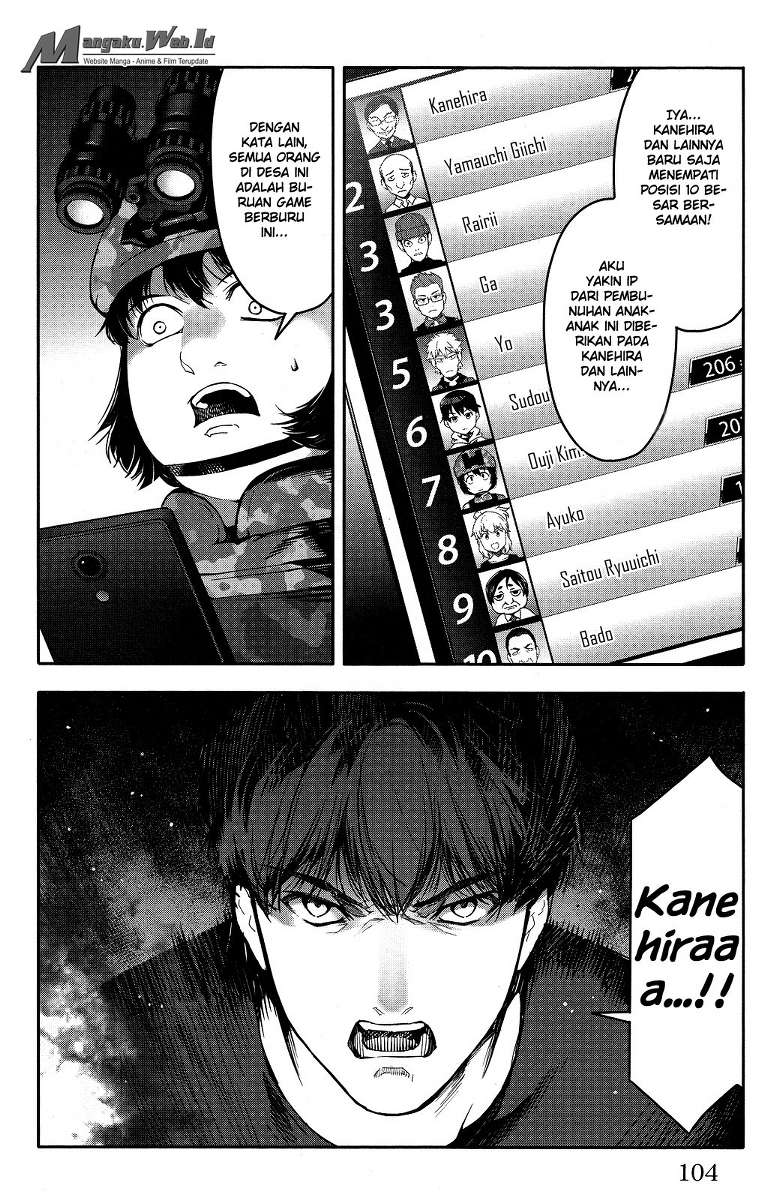 Mangaku.Web.Id
Website Manga - Anime & Film Terupdate
IYA...
KANEHIRA
DAN LAINNYA
BARU SAJA
MENEMPATI
POSISI 10 BE-
SAR BER-
SAMAAN!
AKU
YAKIN IP
DARI PEMBU-
NUHAN ANAK-
ANAK INI DIBE-
RIKAN PADA
KANEHIRA
DAN LAIN-
NYA...
Kanehira
2 Yamauchi Giichi
3 Rairii
3 Ga
5 Yo
206
6 Sudou
7 Ouji Kim
8 Ayuko
9 Saitou Ryuuichi
10 Bado
DENGAN
KATA LAIN,
SEMUA ORANG
DI DESA INI
ADALAH BU-
RUAN GAME
BERBURU
INI...
Kane
hiraa
a...!!
104